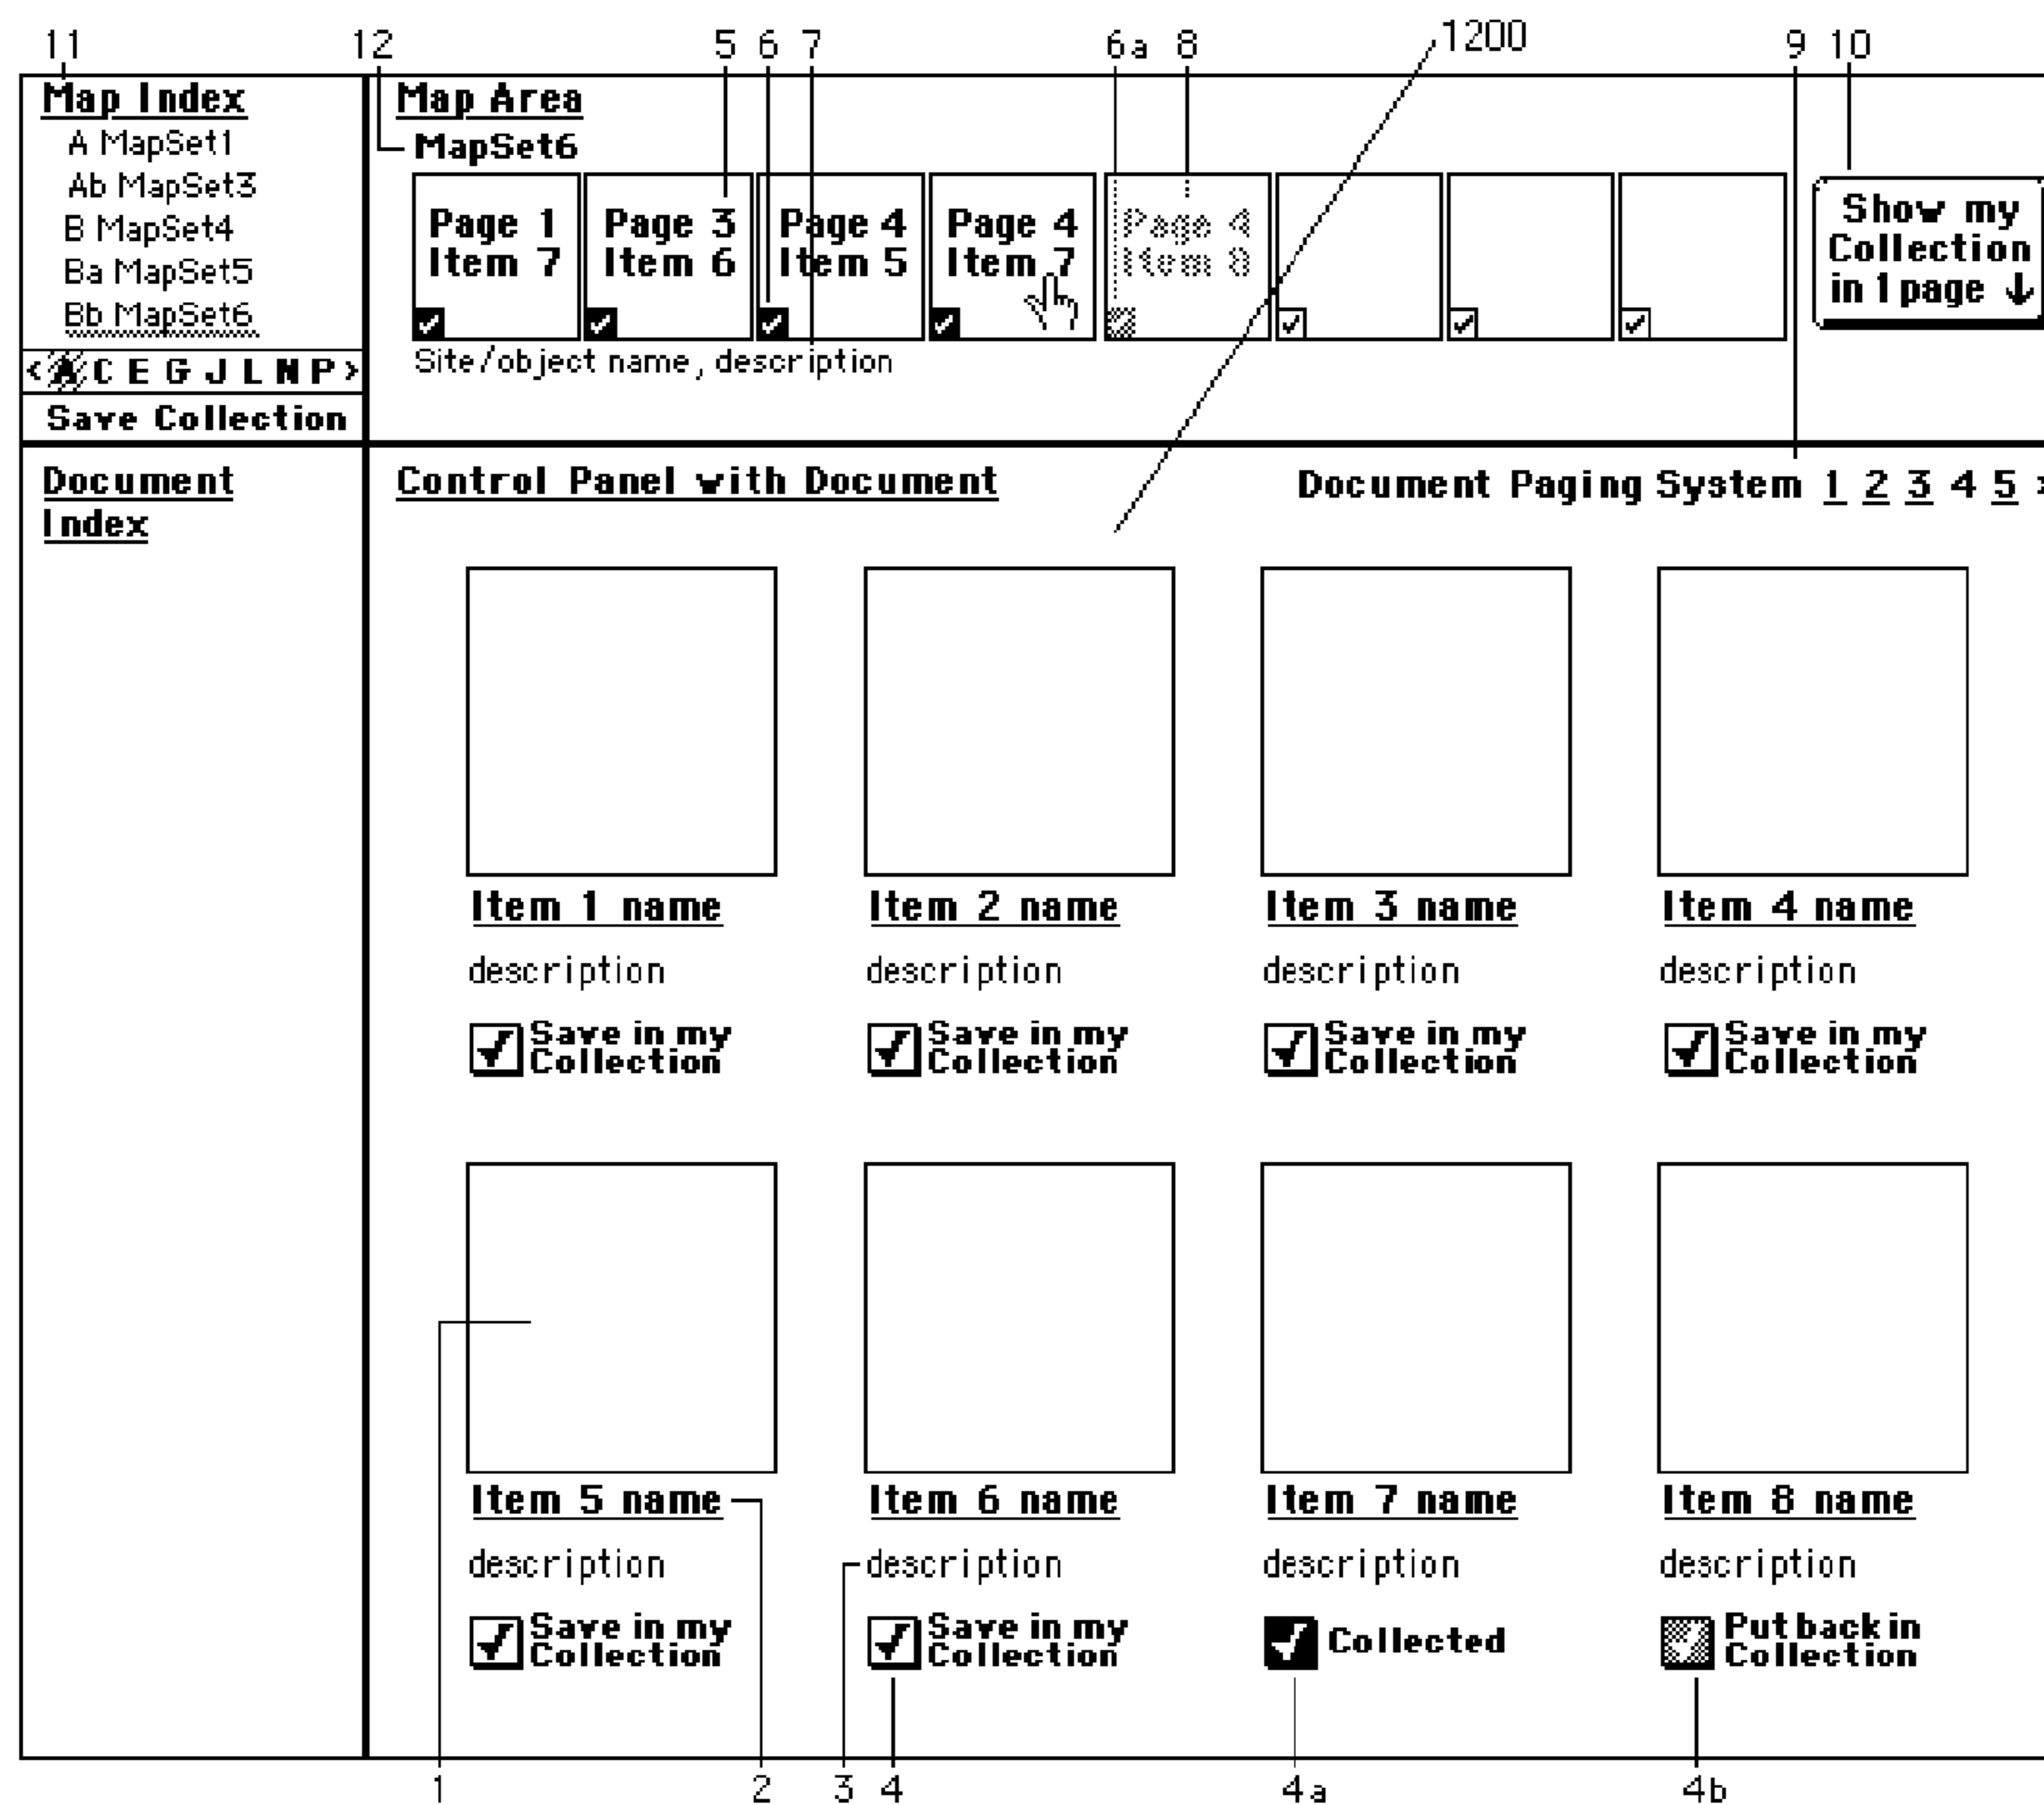 11 12 5 6 7 6a 8 1200 9 10
Map Index
A MapSet1
Ab MapSet3
B MapSet4
Ba MapSet5
Bb MapSet6
< A C E G J L N P >
Save Collection
Map Area
MapSet6
Page 1
Item 7
Page 3
Item 6
Page 4
Item 5
Page 4
Item 7
Page 4
Item 8
Show my
Collection
in 1 page ↓
Site/object name, description
Document
Index
Control Panel with Document
Document Paging System 1 2 3 4 5
Item 1 name
description
Save in my
Collection
Item 2 name
description
Save in my
Collection
Item 3 name
description
Save in my
Collection
Item 4 name
description
Save in my
Collection
Item 5 name
description
Save in my
Collection
Item 6 name
description
Save in my
Collection
Item 7 name
description
Collected
Item 8 name
description
Put back in
Collection
1 2 3 4 4a 4b